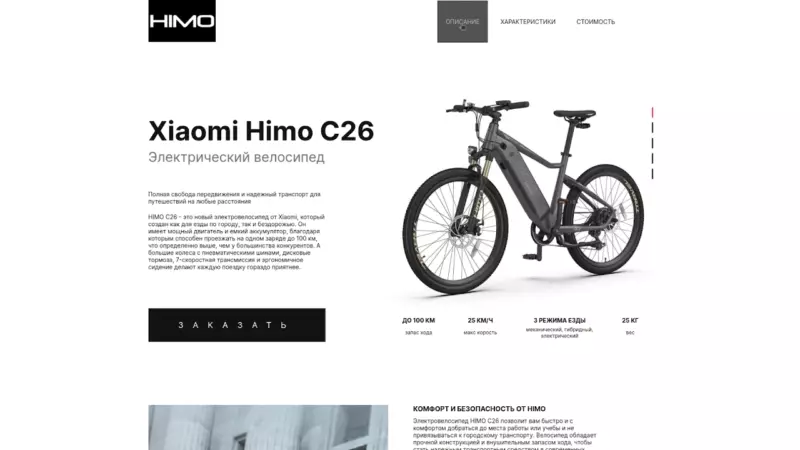 HIMO
ОПИСАНИЕ
ХАРАКТЕРИСТИКИ
СТОИМОСТЬ
Xiaomi Himo C26
Электрический велосипед
Полная свобода передвижения и надежный транспорт для
путешествий на любые расстояния
HIMO C26 - это новый электровелосипед от Xiaomi, который
создан как для езды по городу, так и бездорожью. Он
имеет мощный двигатель и емкий аккумулятор, благодаря
которым способен проезжать на одном заряде до 100 км,
что определенно выше, чем у большинства конкурентов. А
большие колеса с пневматическими шинами, дисковые
тормоза, 7-скоростная трансмиссия и эргономичное
сидение делают каждую поездку гораздо приятнее.
ЗАКАЗАТЬ
ДО 100 КМ
запас хода
25 КМ/Ч
макс корость
3 РЕЖИМА ЕЗДЫ
механический, гибридный,
электрический
25 КГ
вес
КОМФОРТ И БЕЗОПАСНОСТЬ ОТ HIMO
Электровелосипед HIMO C26 позволит вам быстро и с
комфортом добраться до места работы или учебы и не
привязываться к городскому транспорту. Велосипед обладает
прочной конструкцией и внушительным запасом хода, чтобы
стать надежным транспортным средством в современных